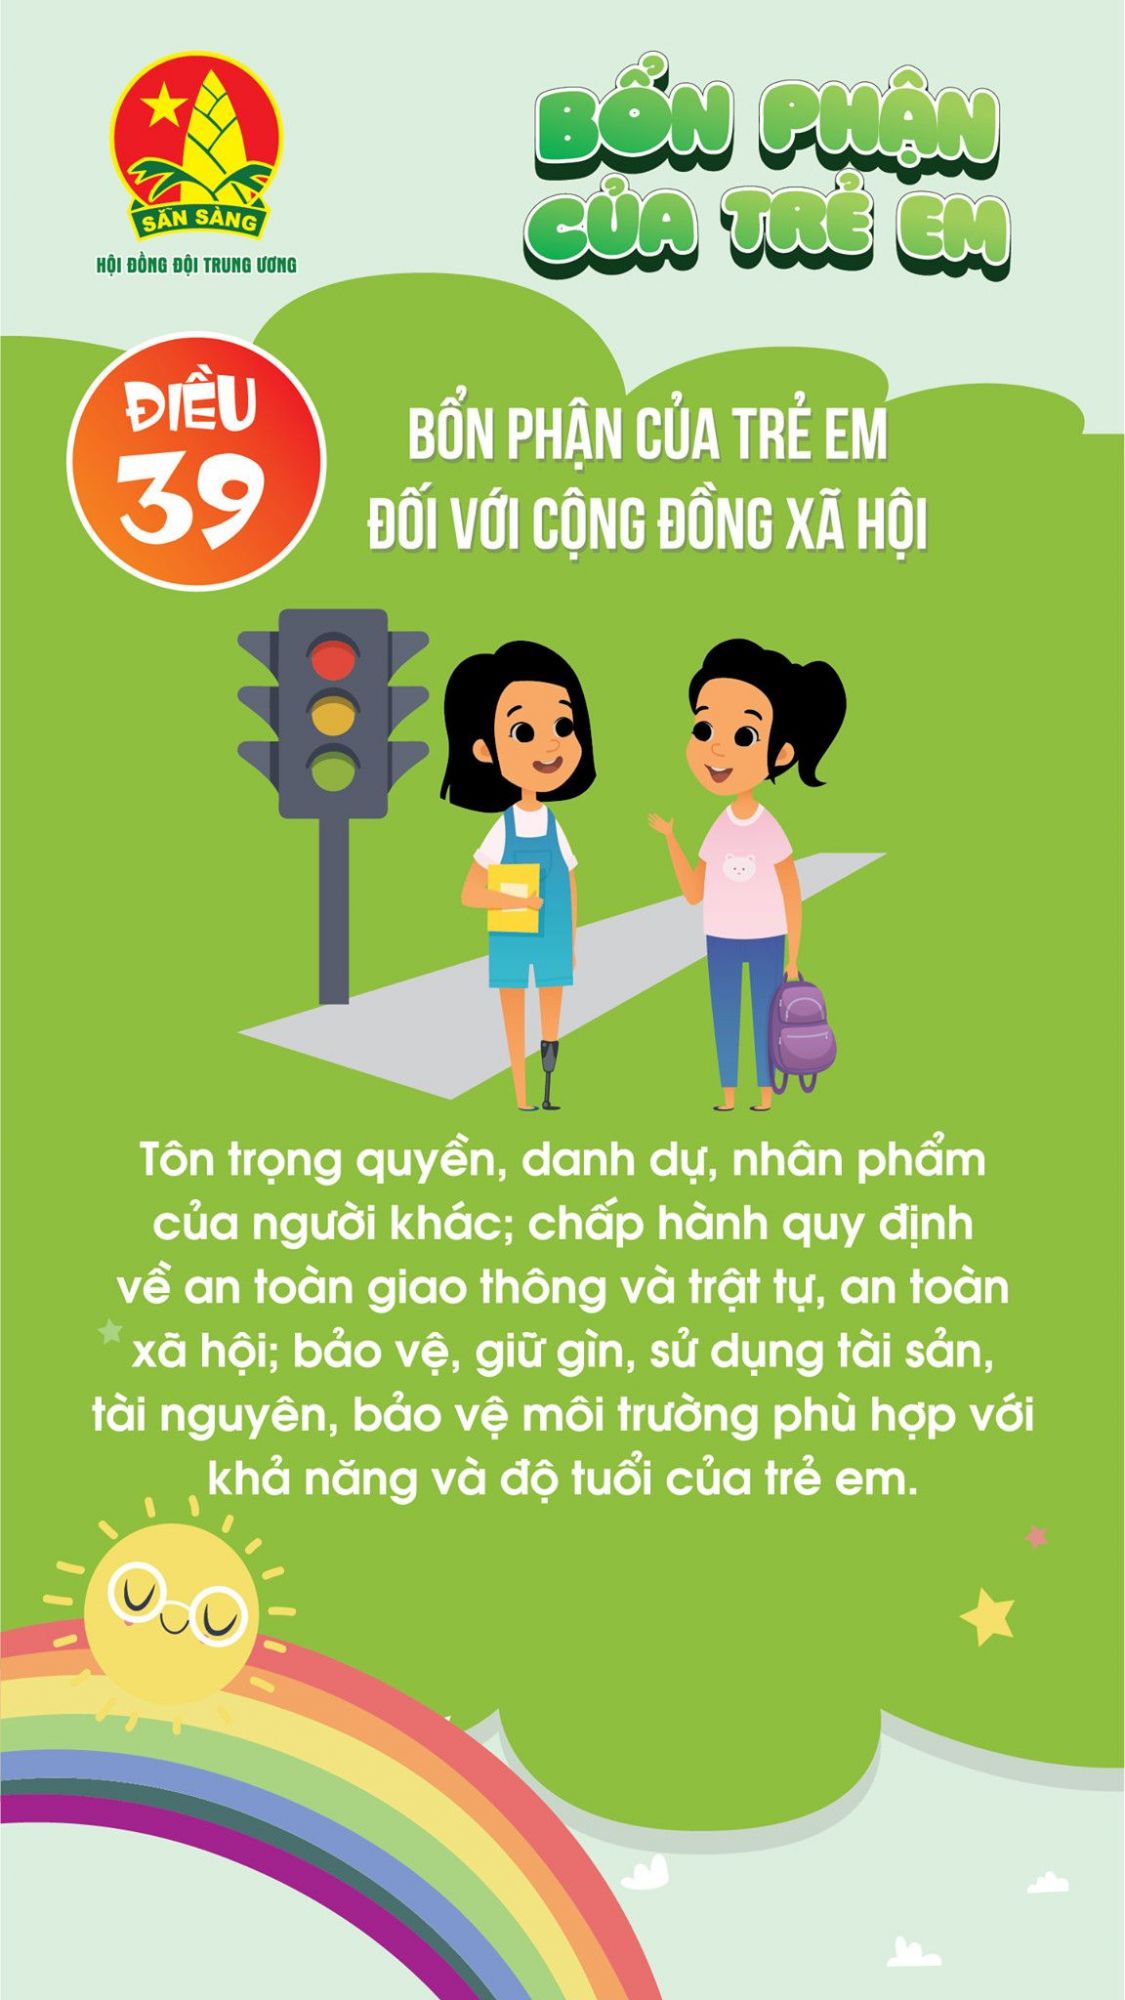 SẴN SÀNG
HỘI ĐỒNG ĐỘI TRUNG ƯƠNG
BỔN PHẬN
CỦA TRẺ EM
ĐIỀU
39
BỔN PHẬN CỦA TRẺ EM
ĐỐI VỚI CỘNG ĐỒNG XÃ HỘI
Tôn trọng quyền, danh dự, nhân phẩm
của người khác; chấp hành quy định
về an toàn giao thông và trật tự, an toàn
xã hội; bảo vệ, giữ gìn, sử dụng tài sản,
tài nguyên, bảo vệ môi trường phù hợp với
khả năng và độ tuổi của trẻ em.